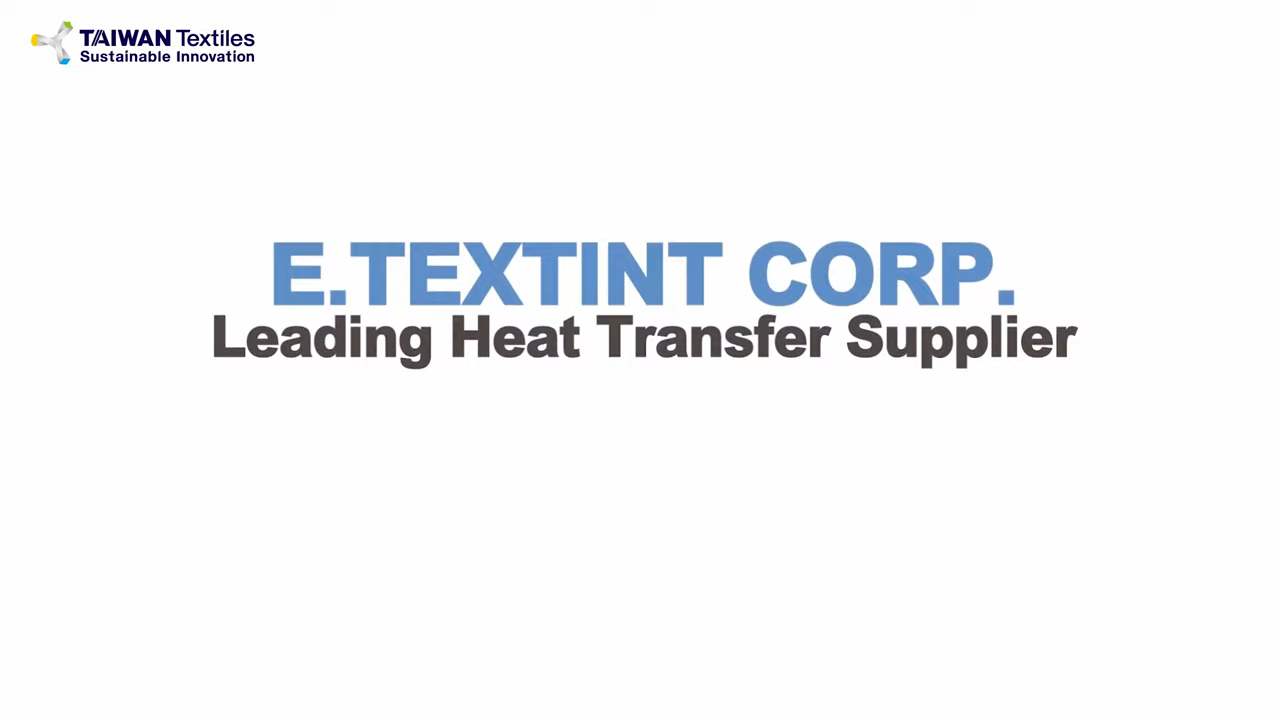 TAIWAN Textiles
Sustainable Innovation
E.TEXTINT CORP.
Leading Heat Transfer Supplier